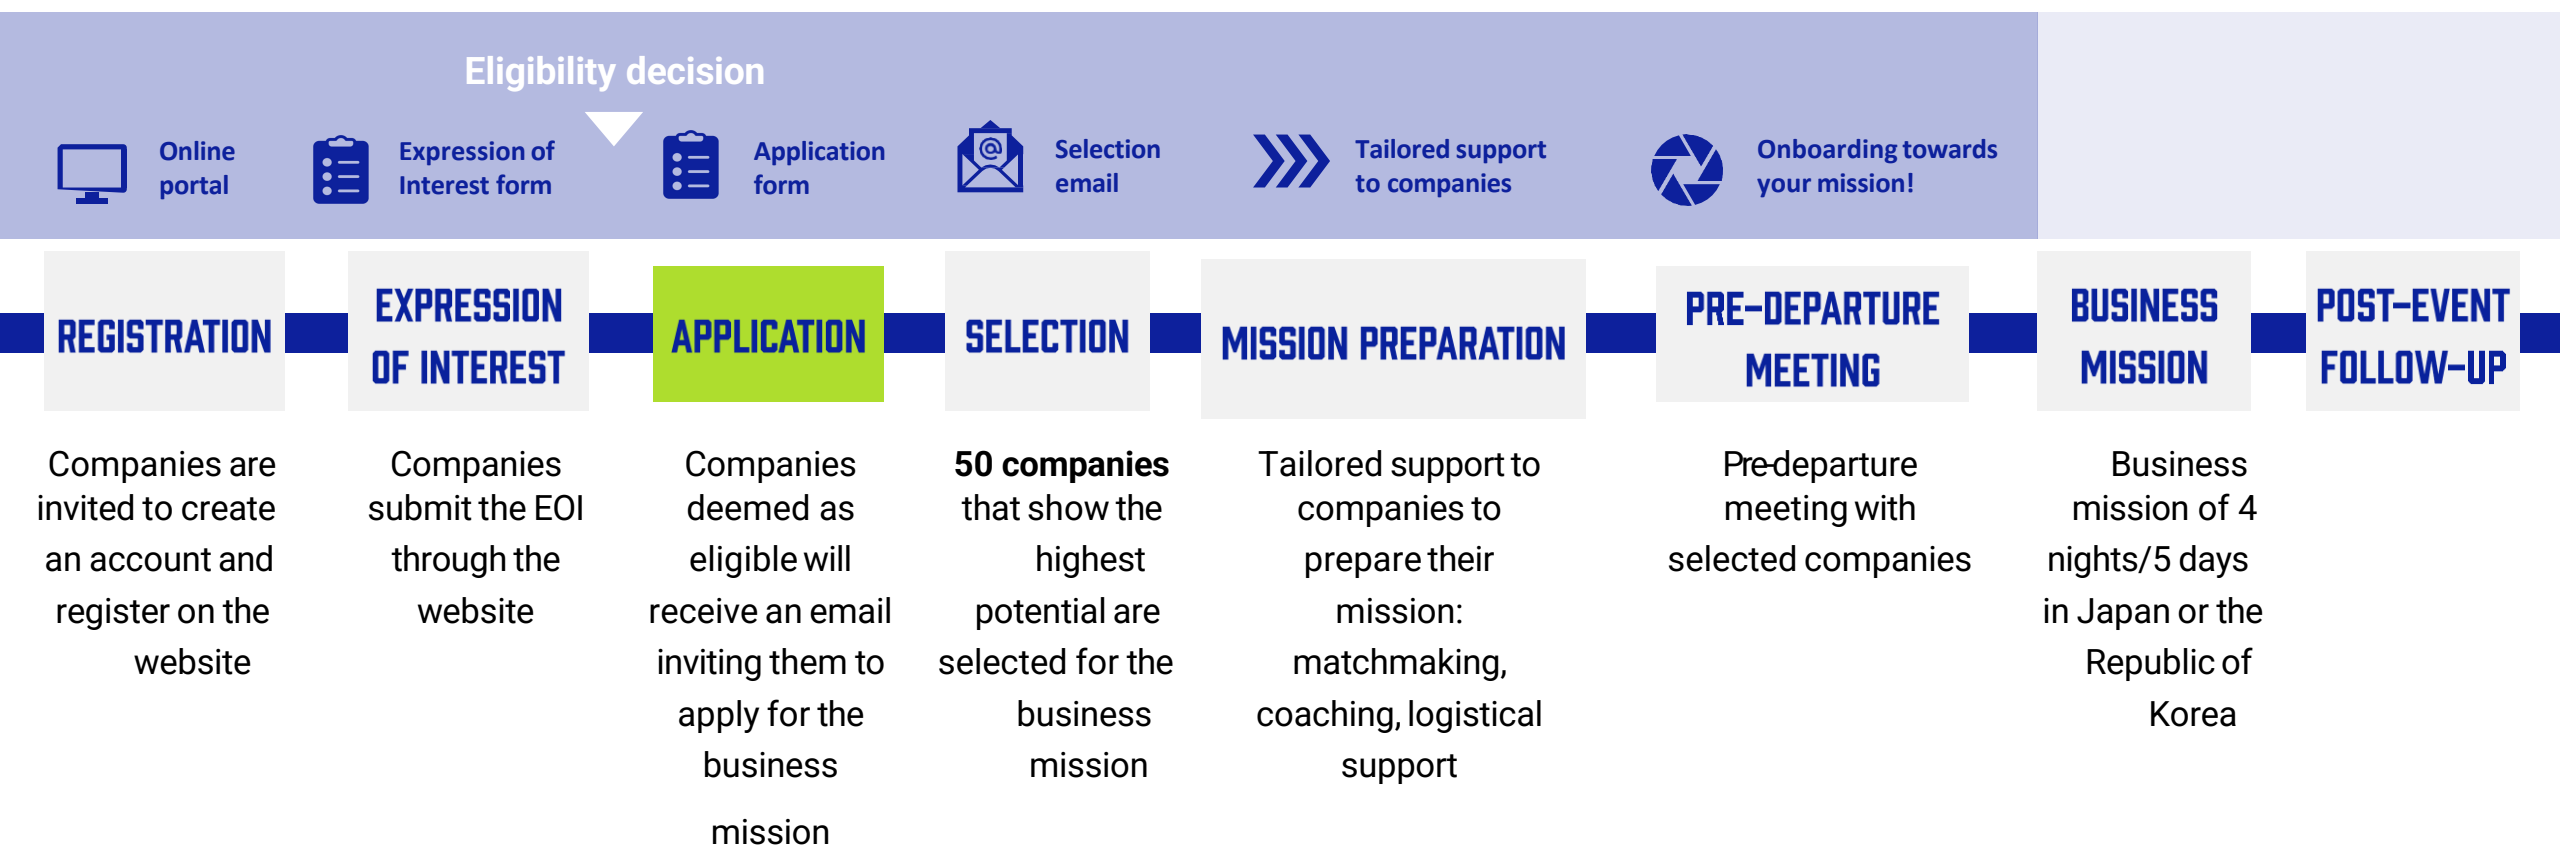 Eligibility decision
Online
portal
Expression of
Interest form
Application
form
Selection
email
Tailored support
to companies
Onboarding towards
your mission!
REGISTRATION
EXPRESSION
OF INTEREST
APPLICATION
SELECTION
MISSION PREPARATION
PRE-DEPARTURE
MEETING
BUSINESS
MISSION
POST-EVENT
FOLLOW-UP
Companies are
invited to create
an account and
register on the
website
Companies
submit the EOI
through the
website
Companies
deemed as
eligible will
receive an email
inviting them to
apply for the
business
mission
50 companies
that show the
highest
potential are
selected for the
business
mission
Tailored support to
companies to
prepare their
mission:
matchmaking,
coaching, logistical
support
Pre-departure
meeting with
selected companies
Business
mission of 4
nights/5 days
in Japan or the
Republic of
Korea